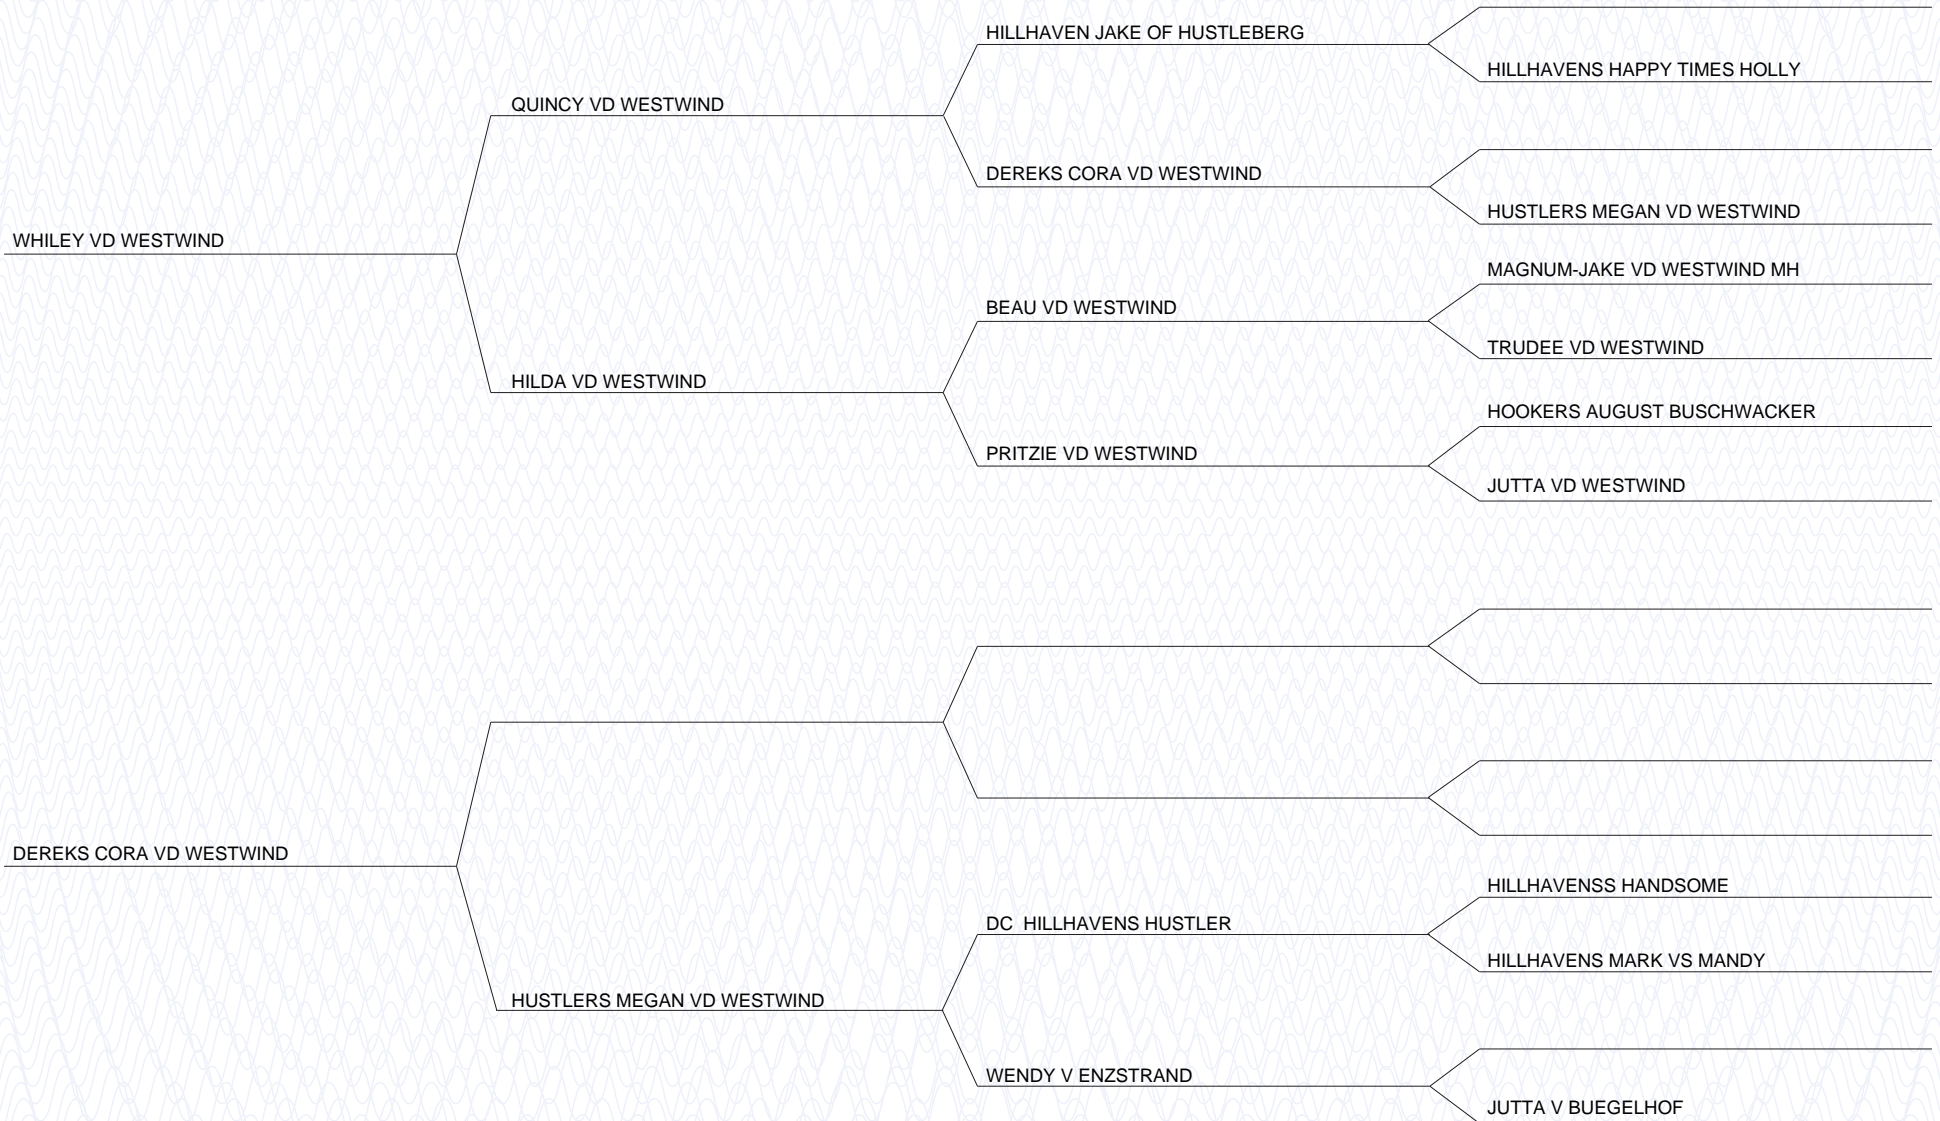 HILLHAVEN JAKE OF HUSTLEBERG
HILLHAVENS HAPPY TIMES HOLLY
QUINCY VD WESTWIND
DEREKS CORA VD WESTWIND
HUSTLERS MEGAN VD WESTWIND
WHILEY VD WESTWIND
MAGNUM-JAKE VD WESTWIND MH
BEAU VD WESTWIND
TRUDEE VD WESTWIND
HILDA VD WESTWIND
HOOKERS AUGUST BUSCHWACKER
PRITZIE VD WESTWIND
JUTTA VD WESTWIND
DEREKS CORA VD WESTWIND
HILLHAVENSS HANDSOME
DC  HILLHAVENS HUSTLER
HILLHAVENS MARK VS MANDY
HUSTLERS MEGAN VD WESTWIND
WENDY V ENZSTRAND
JUTTA V BUEGELHOF